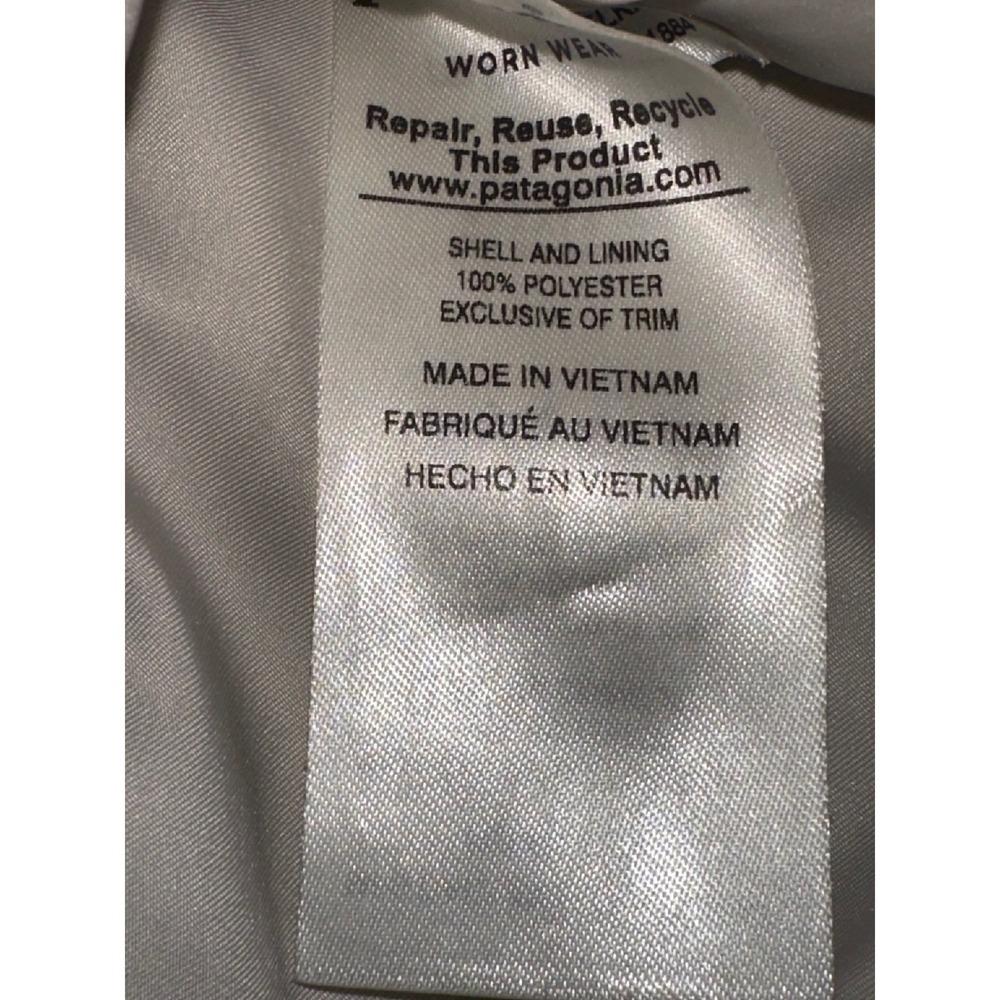 1884
WORN WEAR
Repair, Reuse, Recycle
This Product
www.patagonia.com
SHELL AND LINING
100% POLYESTER
EXCLUSIVE OF TRIM
MADE IN VIETNAM
FABRIQUÉ AU VIETNAM
HECHO EN VIETNAM